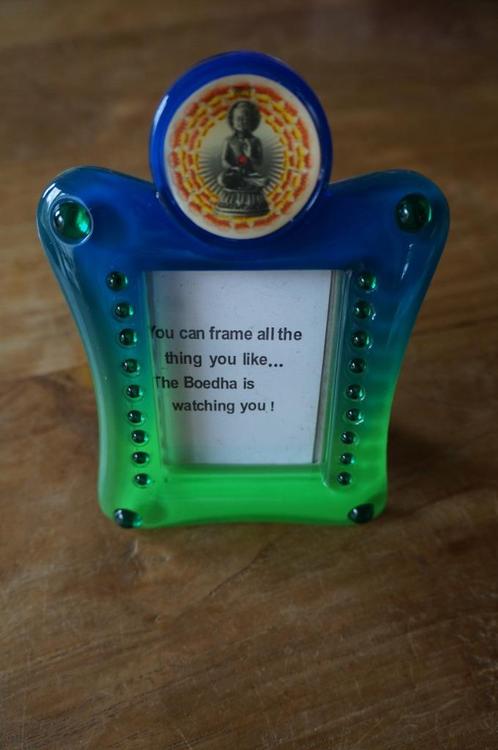 You can frame all the
thing you like...
The Boedha is
watching you !